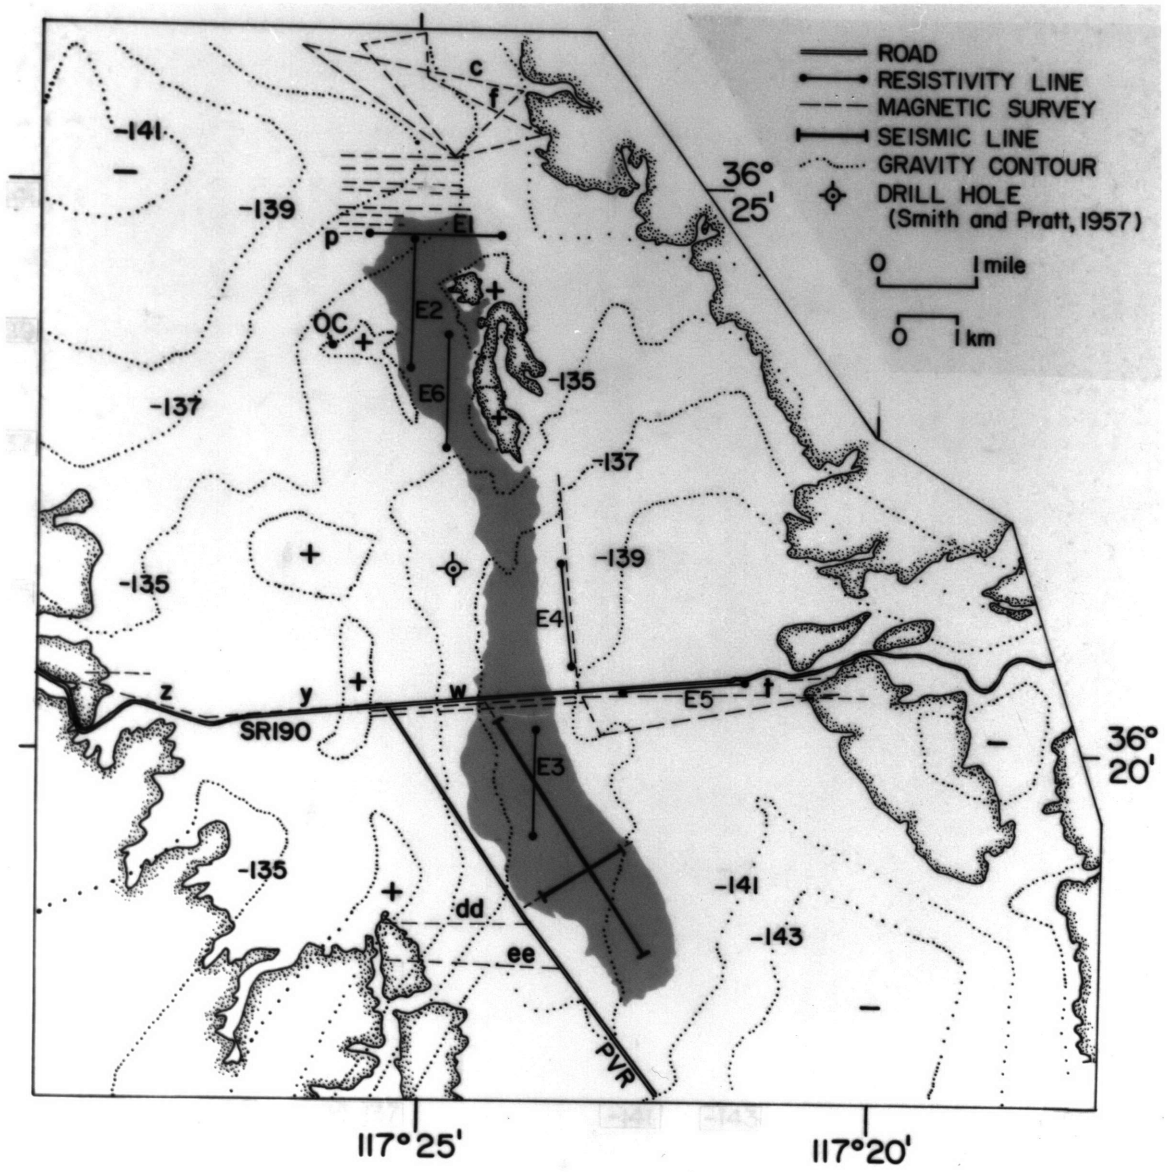 ROAD
RESISTIVITY LINE
MAGNETIC SURVEY
SEISMIC LINE
GRAVITY CONTOUR
DRILL HOLE
(Smith and Pratt, 1957)
0 1 mile
0 1 km
c
f
-141
-
36°
25'
-139
p
E1
E2
+
OC
+
-135
E6
-137
+
-137
+
-135
-139
E4
z
y
+
w
E5
t
SR190
E3
-
36°
20'
-135
+
-141
dd
-143
ee
-
PVR
117°25'
117°20'
-141
-143